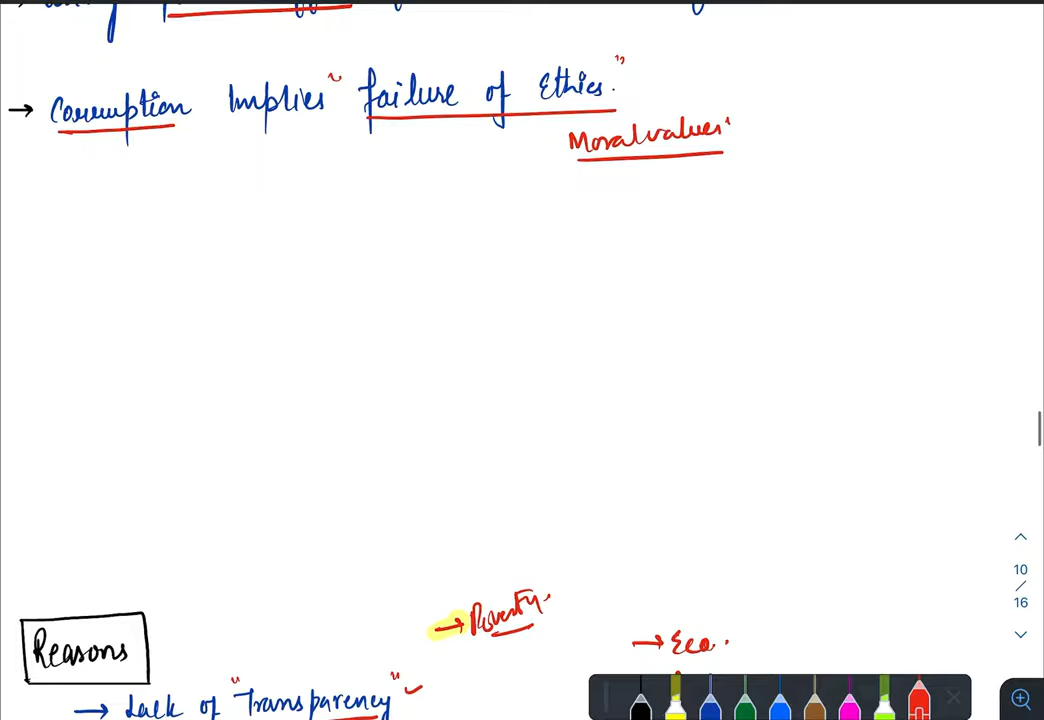 → Corruption Implies "failure of Ethics."
Moralvalues
→ Poverty.
Reasons
→ Eco.
→ Lack of "Transparency"
10
/
16